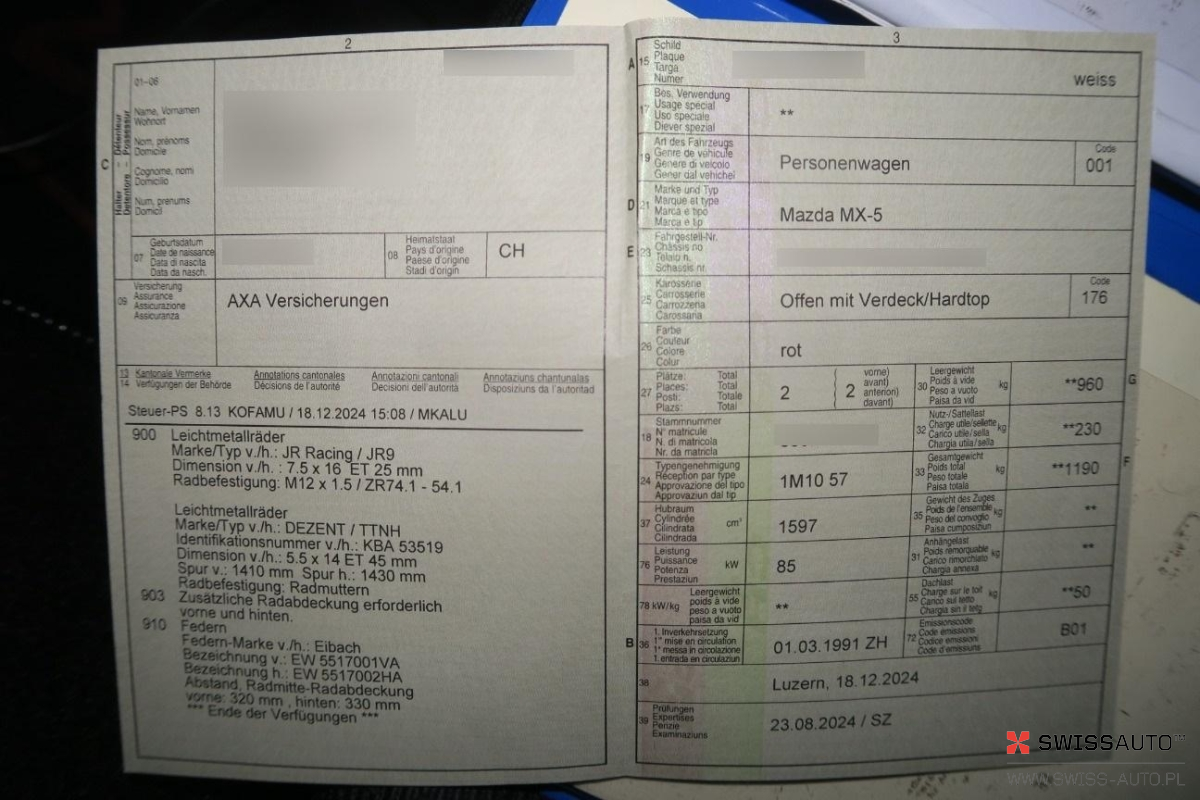 2
01-06
Halter
Détenteur
Detentore
Possessur
Name, Vornamen
Wohnort
Nom, prénoms
Domicile
Cognome, nomi
Domicilio
Num, prenums
Domicil
C
07
Geburtsdatum
Date de naissance
Data di nascita
Data da nasch.
08
Heimatstaat
Pays d'origine
Paese d'origine
Stadi d'origin
CH
09
Versicherung
Assurance
Assicurazione
Assicuranza
AXA Versicherungen
13 Kantonale Vermerke Annotations cantonales Annotazioni cantonali Annotaziuns chantunalas
14 Verfügungen der Behörde Décisions de l'autorité Decisioni dell'autorità Disposiziuns da l'autoritad
Steuer-PS 8.13 KOFAMU / 18.12.2024 15:08 / MKALU
900 Leichtmetallräder
Marke/Typ v./h.: JR Racing / JR9
Dimension v./h. : 7.5 x 16 ET 25 mm
Radbefestigung: M12 x 1.5 / ZR74.1 - 54.1
Leichtmetallräder
Marke/Typ v./h.: DEZENT / TTNH
Identifikationsnummer v./h.: KBA 53519
Dimension v./h.: 5.5 x 14 ET 45 mm
Spur v.: 1410 mm Spur h.: 1430 mm
Radbefestigung: Radmuttern
903 Zusätzliche Radabdeckung erforderlich
vorne und hinten.
910 Federn
Federn-Marke v./h.: Eibach
Bezeichnung v.: EW 5517001VA
Bezeichnung h.: EW 5517002HA
Abstand, Radmitte-Radabdeckung
vorne: 320 mm , hinten: 330 mm
*** Ende der Verfügungen ***
3
A 15
Schild
Plaque
Targa
Numer
weiss
17
Bes. Verwendung
Usage spécial
Uso speciale
Diever spezial
**
19
Art des Fahrzeugs
Genre de véhicule
Genere di veicolo
Gener dal vehichel
Personenwagen
Code
001
D 21
Marke und Typ
Marque et type
Marca e tipo
Marca e tip
Mazda MX-5
E 23
Fahrgestell-Nr.
Châssis no
Telaio n.
Schassis nr.
25
Karosserie
Carrosserie
Carrozzeria
Carossaria
Offen mit Verdeck/Hardtop
Code
176
26
Farbe
Couleur
Colore
Colur
rot
27
Plätze: Total
Places: Total
Posti: Totale
Plazs: Total
2
vorne)
avant)
anteriori)
davant)
2
30
Leergewicht
Poids à vide
Peso a vuoto
Paisa da vid
kg
**960
G
18
Stammnummer
N° matricule
N. di matricola
Nr. da matricla
32
Nutz-/Sattellast
Charge utile/sellette
Carico utile/sella
Chargia utila/sella
kg
**230
24
Typengenehmigung
Réception par type
Approvazione del tipo
Approvaziun dal tip
1M10 57
33
Gesamtgewicht
Poids total
Peso totale
Paisa totala
kg
**1190
F
37
Hubraum
Cylindrée
Cilindrata
Cilindrada
cm³
1597
35
Gewicht des Zuges
Poids de l'ensemble
Peso del convoglio
Paisa cumposiziun
kg
**
76
Leistung
Puissance
Potenza
Prestaziun
kW
85
31
Anhängelast
Poids remorquable
Carico rimorchiato
Chargia annexa
kg
**
78 kW/kg
Leergewicht
poids à vide
peso a vuoto
paisa da vid
**
55
Dachlast
Charge sur le toit
Carico sul tetto
Chargia sin il tetg
kg
**50
B 36
1. Inverkehrsetzung
1re mise en circulation
1a messa in circolazione
1. entrada en circulaziun
01.03.1991 ZH
72
Emissionscode
Code émissions
Codice emissioni
Code d'emissiuns
B01
38
Luzern, 18.12.2024
39
Prüfungen
Expertises
Perizie
Examinaziuns
23.08.2024 / SZ
SWISSAUTO™
WWW.SWISS-AUTO.PL